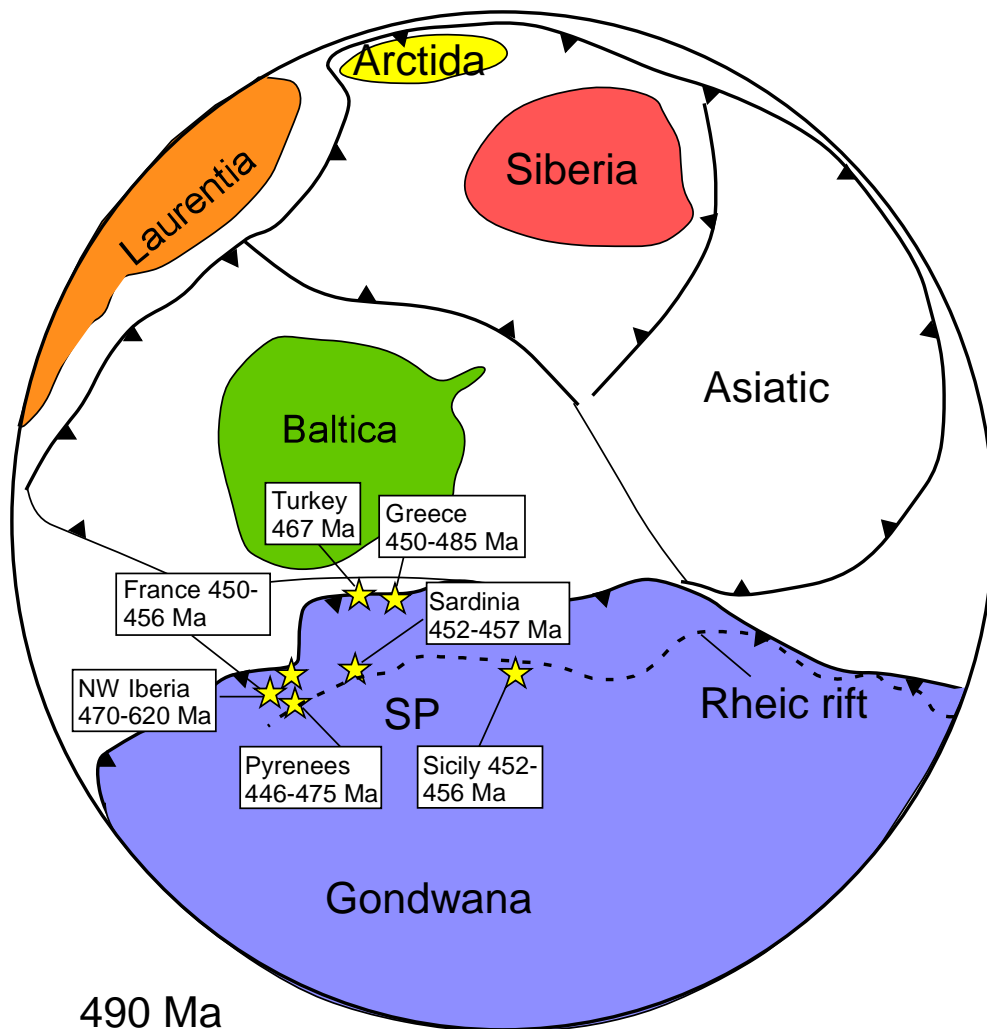 Arctida
Siberia
Laurentia
Asiatic
Baltica
Turkey
467 Ma
Greece
450-485 Ma
France 450-
456 Ma
Sardinia
452-457 Ma
NW Iberia
470-620 Ma
SP
Rheic rift
Pyrenees
446-475 Ma
Sicily 452-
456 Ma
Gondwana
490 Ma